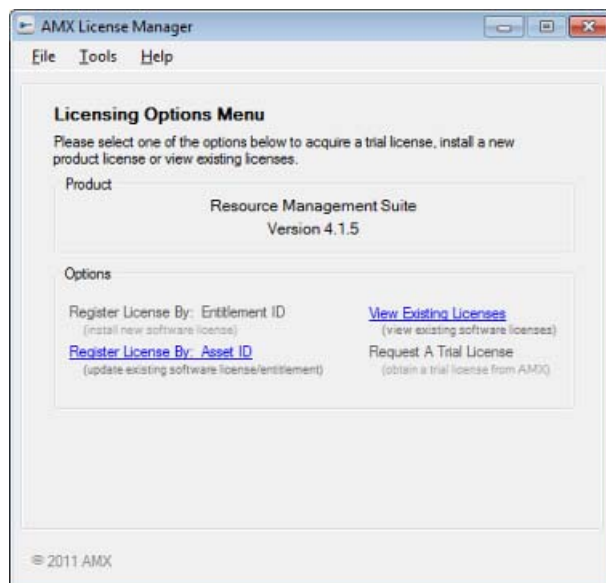 AMX License Manager
File Tools Help
Licensing Options Menu
Please select one of the options below to acquire a trial license, install a new
product license or view existing licenses.
Product
Resource Management Suite
Version 4.1.5
Options
Register License By: Entitlement ID
(install new software license)
Register License By: Asset ID
(update existing software license/entitlement)
View Existing Licenses
(view existing software licenses)
Request A Trial License
(obtain a trial license from AMX)
© 2011 AMX